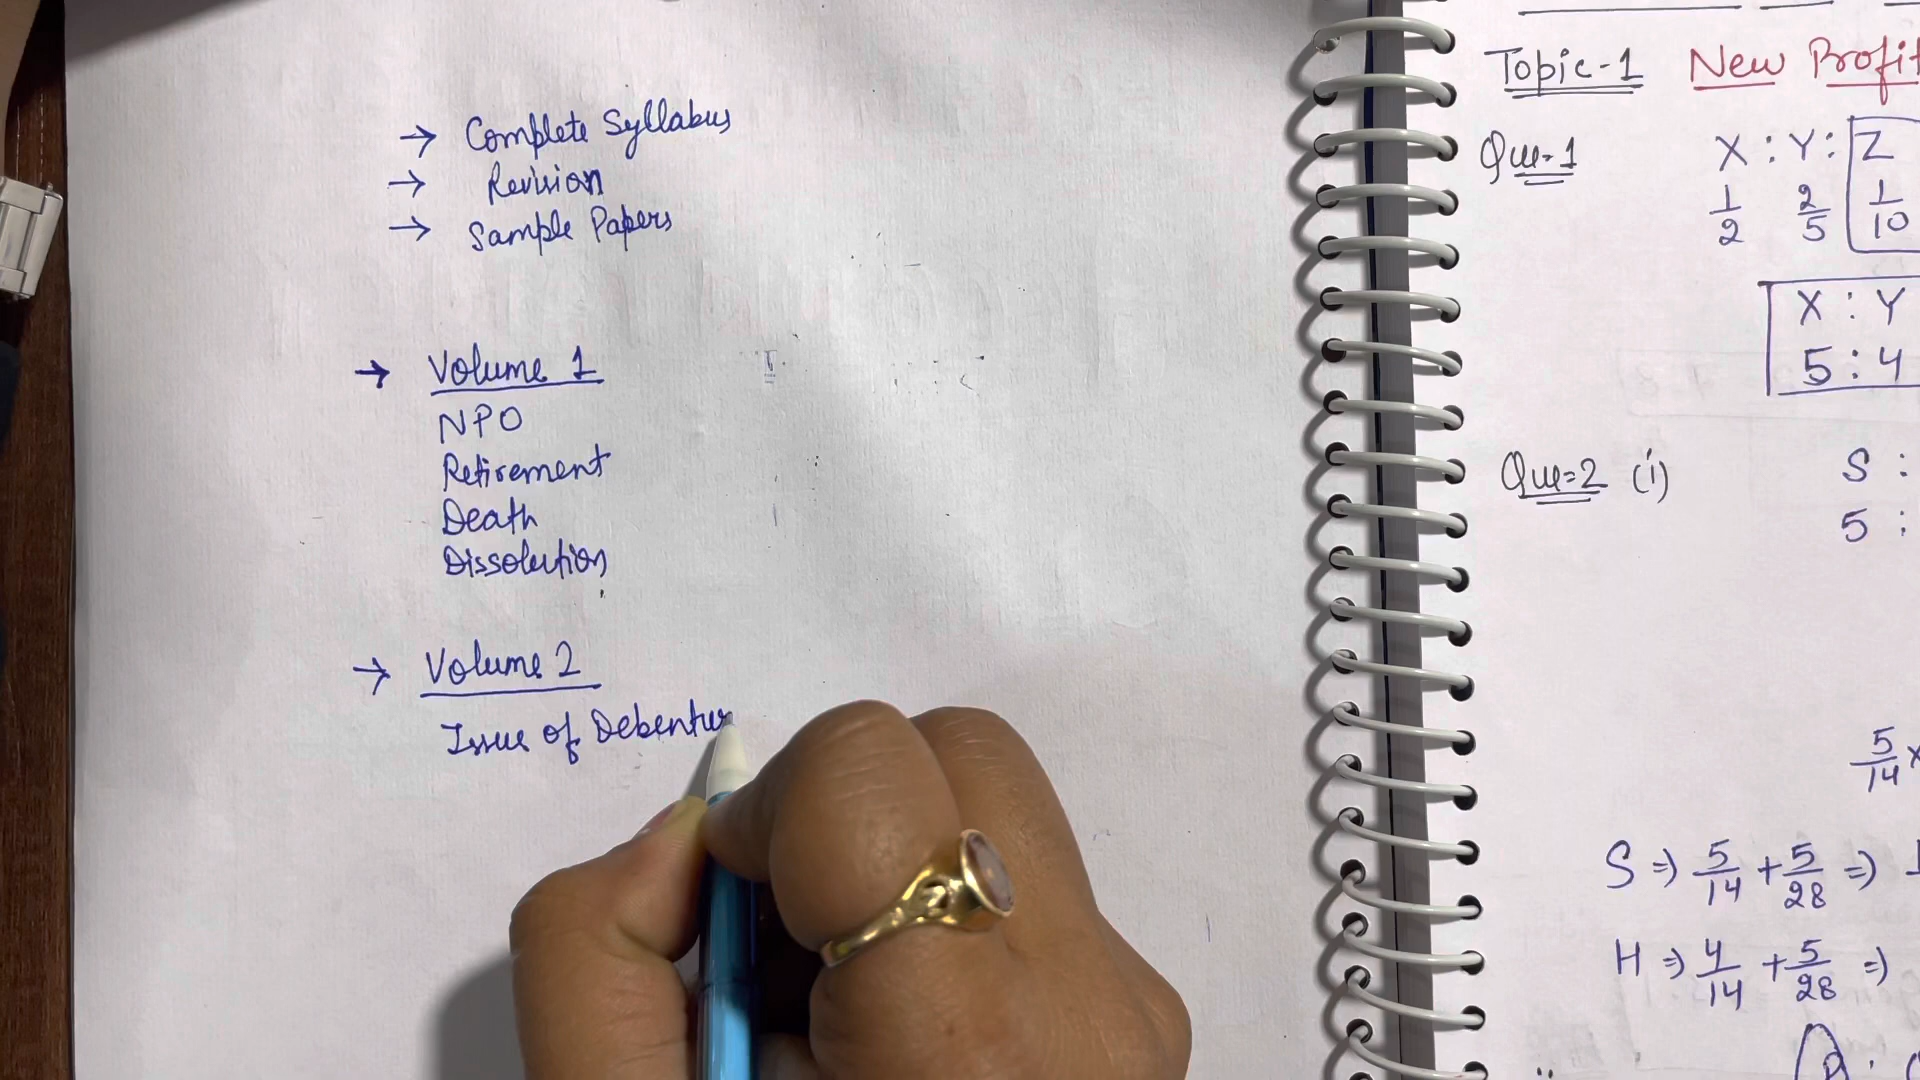 → Complete Syllabus
→ Revision
→ Sample Papers
→ Volume 1
NPO
Retirement
Death
Dissolution
→ Volume 2
Issue of Debentur
Topic-1 New Profit
Que-1 X : Y : Z
1/2 2/5 1/10
X : Y
5 : 4
Que-2 (i) S :
5 :
5/14 x
S ⇒ 5/14 + 5/28 ⇒
H ⇒ 4/14 + 5/28 ⇒